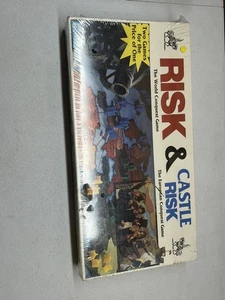 Two Games
for the
Price of One
RISK
The World Conquest Game
&
CASTLE
RISK
The European Conquest Game